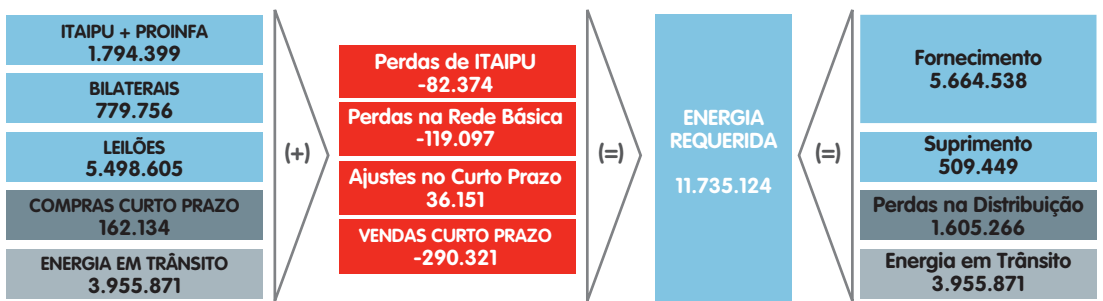 ITAIPU + PROINFA
1.794.399
BILATERAIS
779.756
LEILÕES
5.498.605
COMPRAS CURTO PRAZO
162.134
ENERGIA EM TRÂNSITO
3.955.871
(+)
Perdas de ITAIPU
-82.374
Perdas na Rede Básica
-119.097
Ajustes no Curto Prazo
36.151
VENDAS CURTO PRAZO
-290.321
(=)
ENERGIA
REQUERIDA
11.735.124
(=)
Fornecimento
5.664.538
Suprimento
509.449
Perdas na Distribuição
1.605.266
Energia em Trânsito
3.955.871